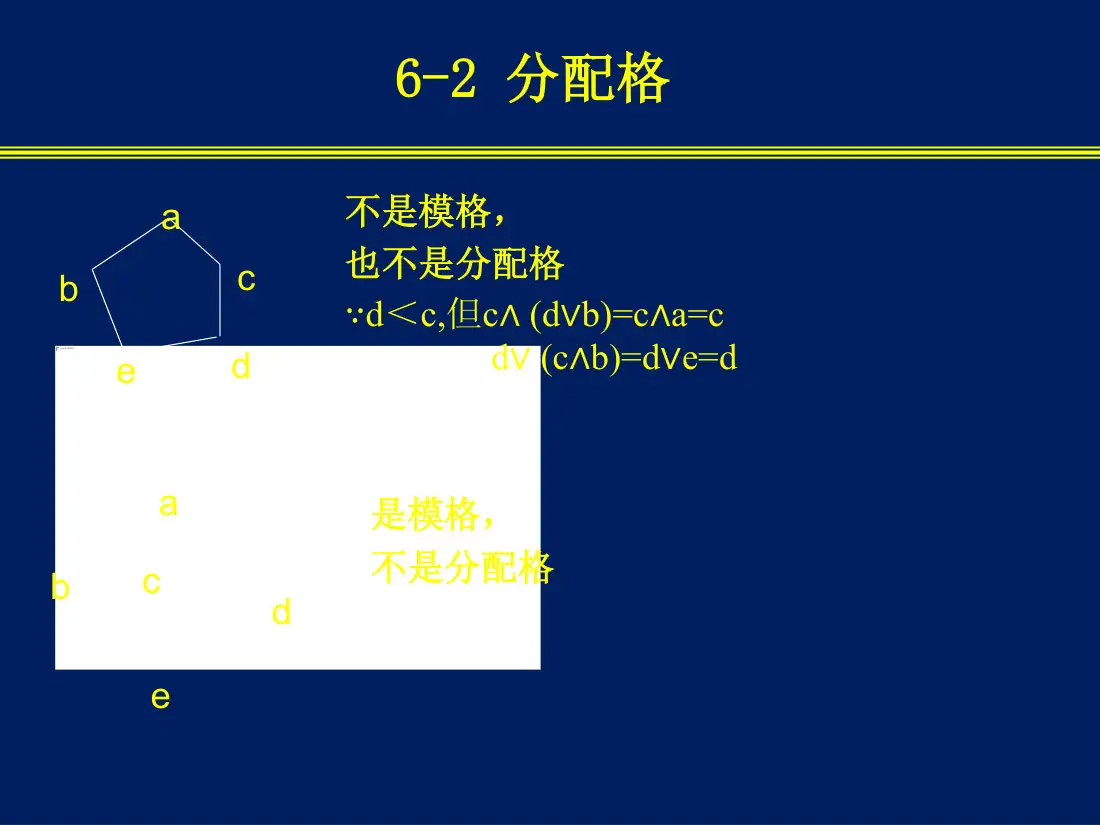 6-2 分配格
a
b
c
e
d
不是模格，
也不是分配格
∵d＜c,但c∧ (d∨b)=c∧a=c
d∨ (c∧b)=d∨e=d
a
b
c
d
e
是模格，
不是分配格